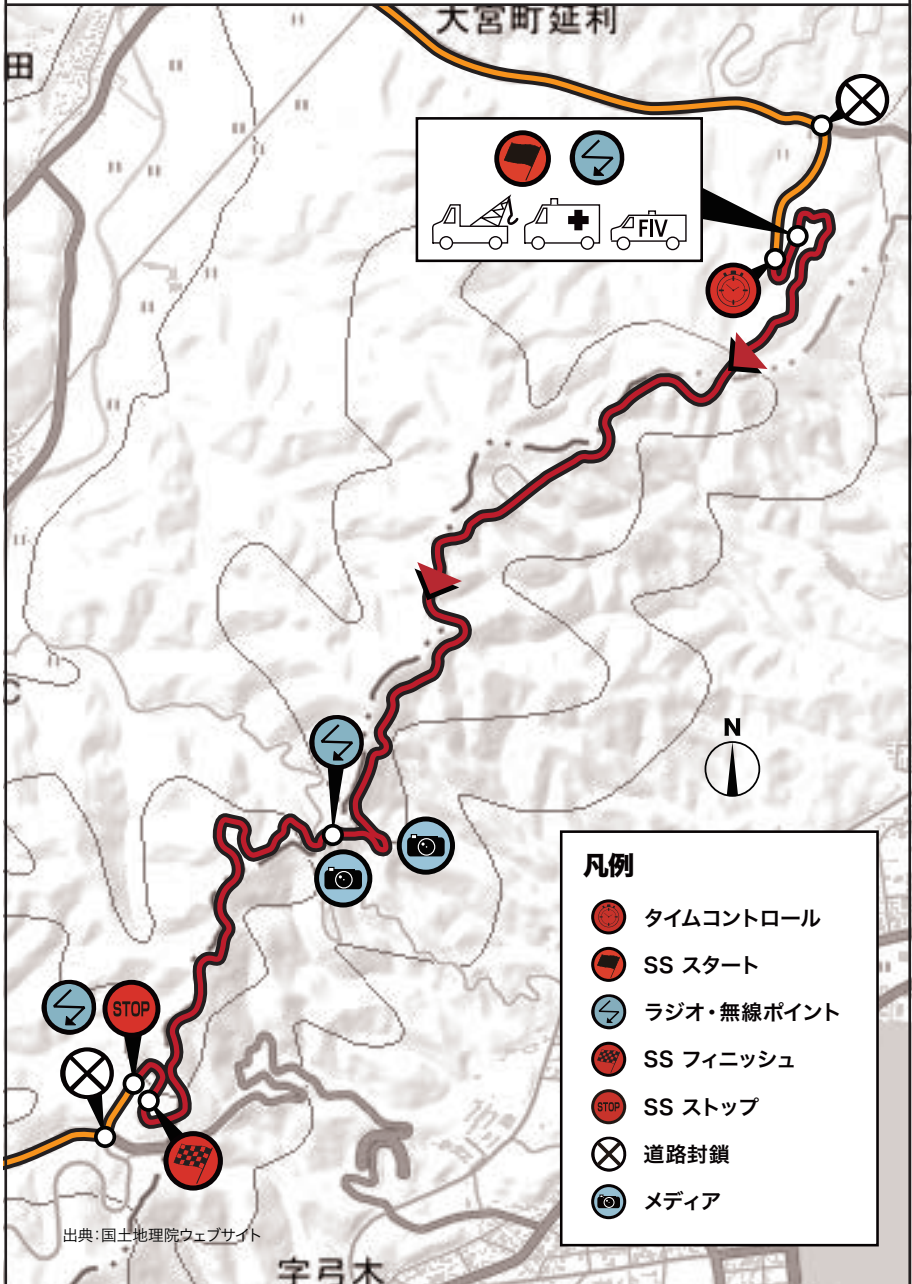 大宮町延利
田
FIV
N
凡例
タイムコントロール
SS スタート
ラジオ・無線ポイント
SS フィニッシュ
STOP
STOP
SS ストップ
道路封鎖
メディア
出典：国土地理院ウェブサイト
字弓木